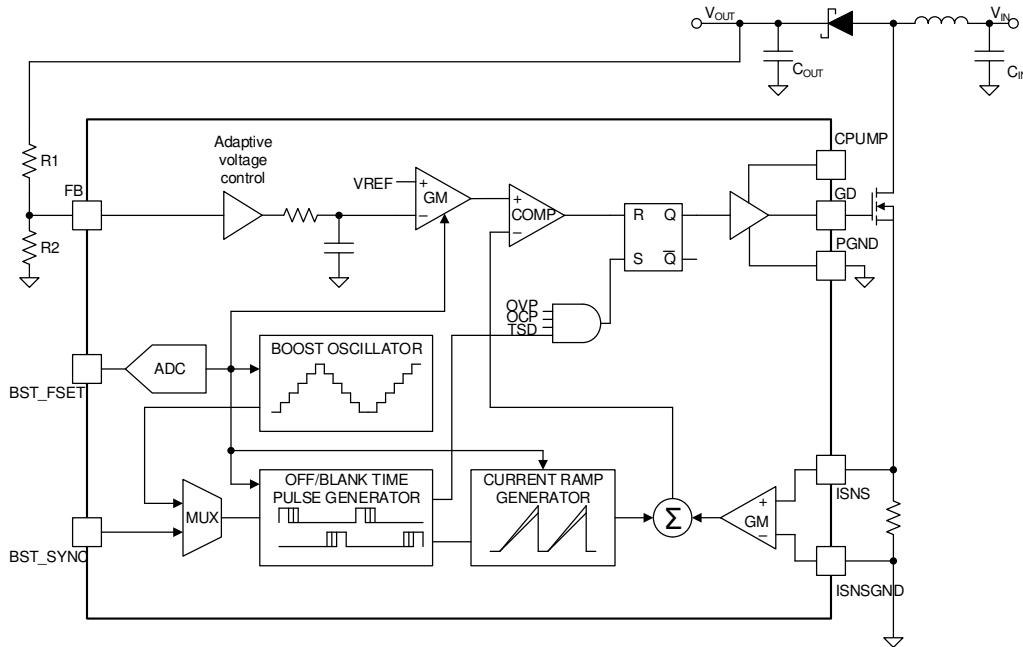 VOUT
VIN
COUT
CIN
Adaptive
voltage
control
CPUMP
R1
FB
VREF
+
GM
−
+
COMP
−
R
Q
S
Q
GD
R2
PGND
OVP
OCP
TSD
BOOST OSCILLATOR
ADC
BST_FSET
OFF/BLANK TIME
PULSE GENERATOR
CURRENT RAMP
GENERATOR
ISNS
MUX
Σ
+
GM
−
BST_SYNC
ISNSGND